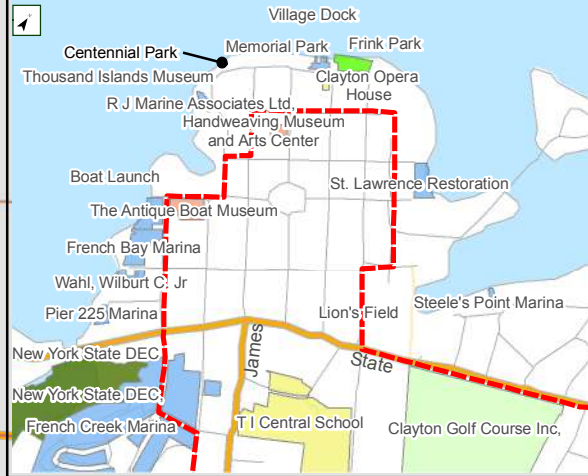 Village Dock
Memorial Park
Frink Park
Centennial Park
Thousand Islands Museum
Clayton Opera
House
R J Marine Associates Ltd,
Handweaving Museum
and Arts Center
Boat Launch
St. Lawrence Restoration
The Antique Boat Museum
French Bay Marina
Wahl, Wilburt C. Jr
Steele's Point Marina
Pier 225 Marina
Lion's Field
James
State
New York State DEC
New York State DEC,
French Creek Marina
T I Central School
Clayton Golf Course Inc,